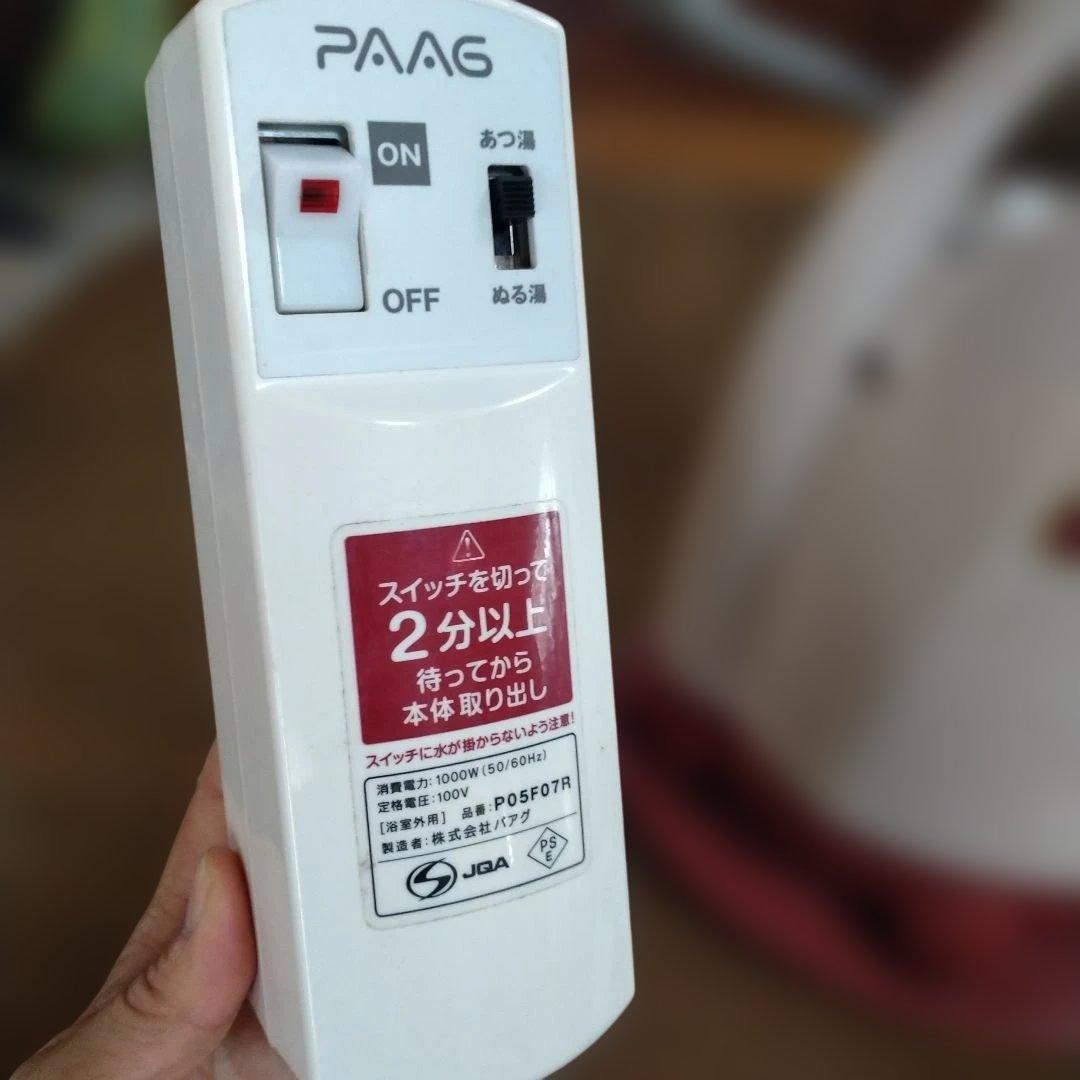 PAAG
ON
あつ湯
OFF
ぬる湯
スイッチを切って
2分以上
待ってから
本体取り出し
スイッチに水が掛からないよう注意!
消費電力:1000W(50/60Hz)
定格電圧:100V
[浴室外用] 品番:P05F07R
製造者:株式会社パアグ
JQA
PS
E